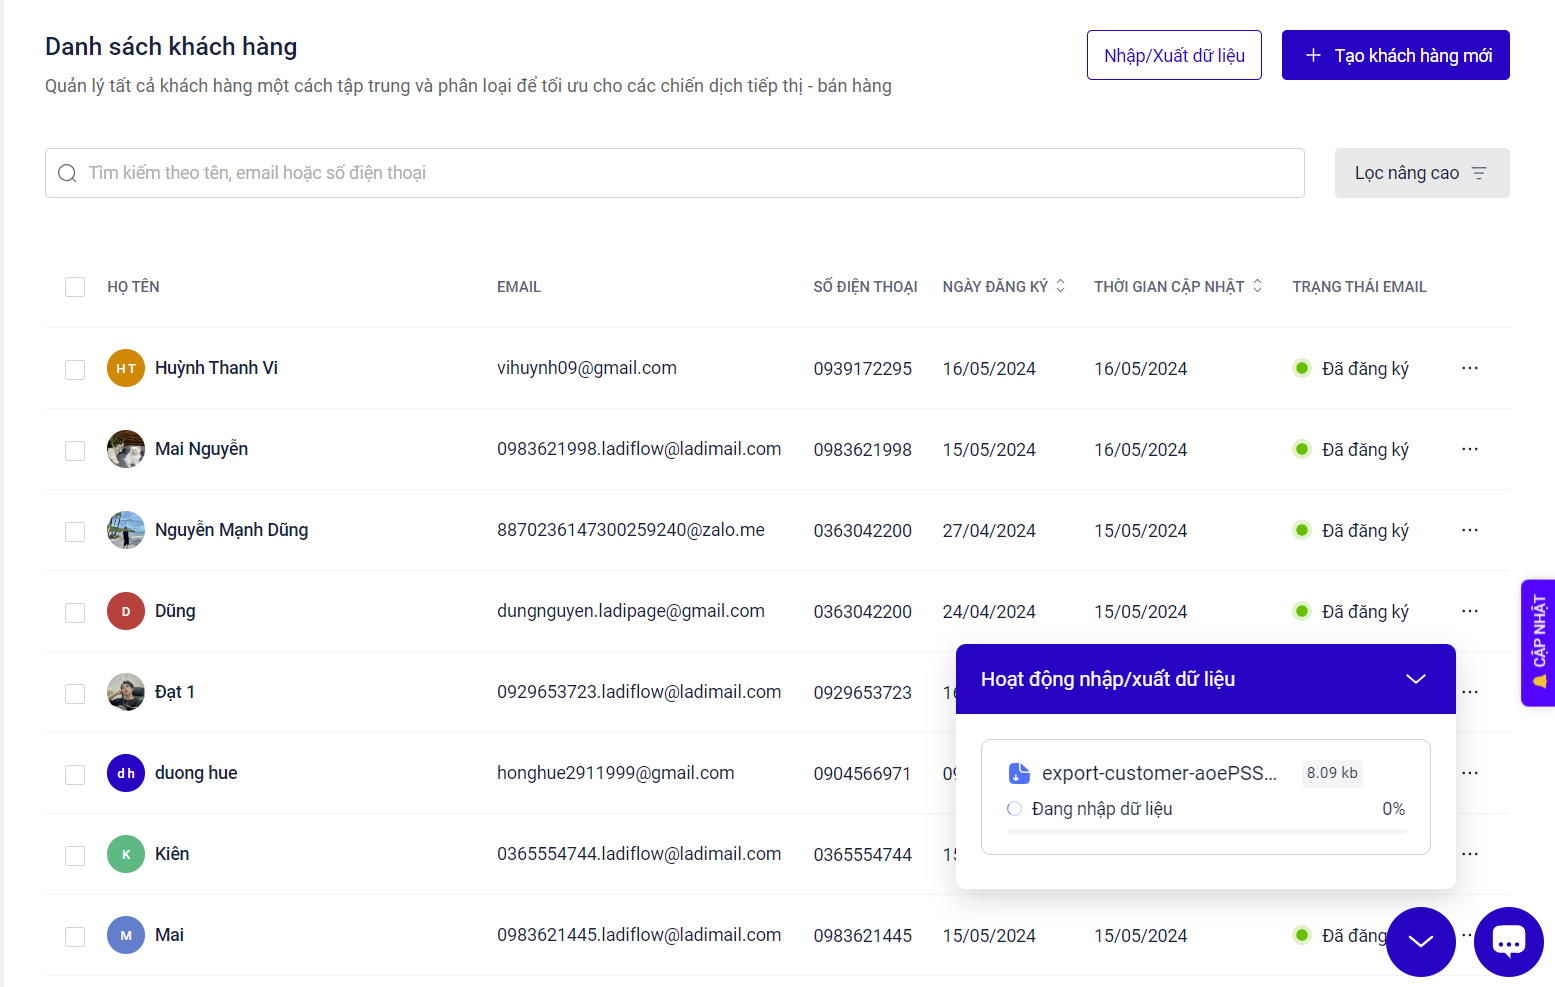 Danh sách khách hàng
Quản lý tất cả khách hàng một cách tập trung và phân loại để tối ưu cho các chiến dịch tiếp thị - bán hàng
Nhập/Xuất dữ liệu
Tạo khách hàng mới
Tìm kiếm theo tên, email hoặc số điện thoại
Lọc nâng cao
HỌ TÊN EMAIL SỐ ĐIỆN THOẠI NGÀY ĐĂNG KÝ THỜI GIAN CẬP NHẬT TRẠNG THÁI EMAIL
HT Huỳnh Thanh Vi vihuynh09@gmail.com 0939172295 16/05/2024 16/05/2024 Đã đăng ký ...
Mai Nguyễn 0983621998.ladiflow@ladimail.com 0983621998 15/05/2024 16/05/2024 Đã đăng ký ...
Nguyễn Mạnh Dũng 8870236147300259240@zalo.me 0363042200 27/04/2024 15/05/2024 Đã đăng ký ...
D Dũng dungnguyen.ladipage@gmail.com 0363042200 24/04/2024 15/05/2024 Đã đăng ký ...
Đạt 1 0929653723.ladiflow@ladimail.com 0929653723 ...
dh duong hue honghue2911999@gmail.com 0904566971 ...
K Kiên 0365554744.ladiflow@ladimail.com 0365554744 ...
M Mai 0983621445.ladiflow@ladimail.com 0983621445 15/05/2024 15/05/2024 Đã đăng
Hoạt động nhập/xuất dữ liệu
export-customer-aoePSS... 8.09 kb
Đang nhập dữ liệu 0%
CẬP NHẬT